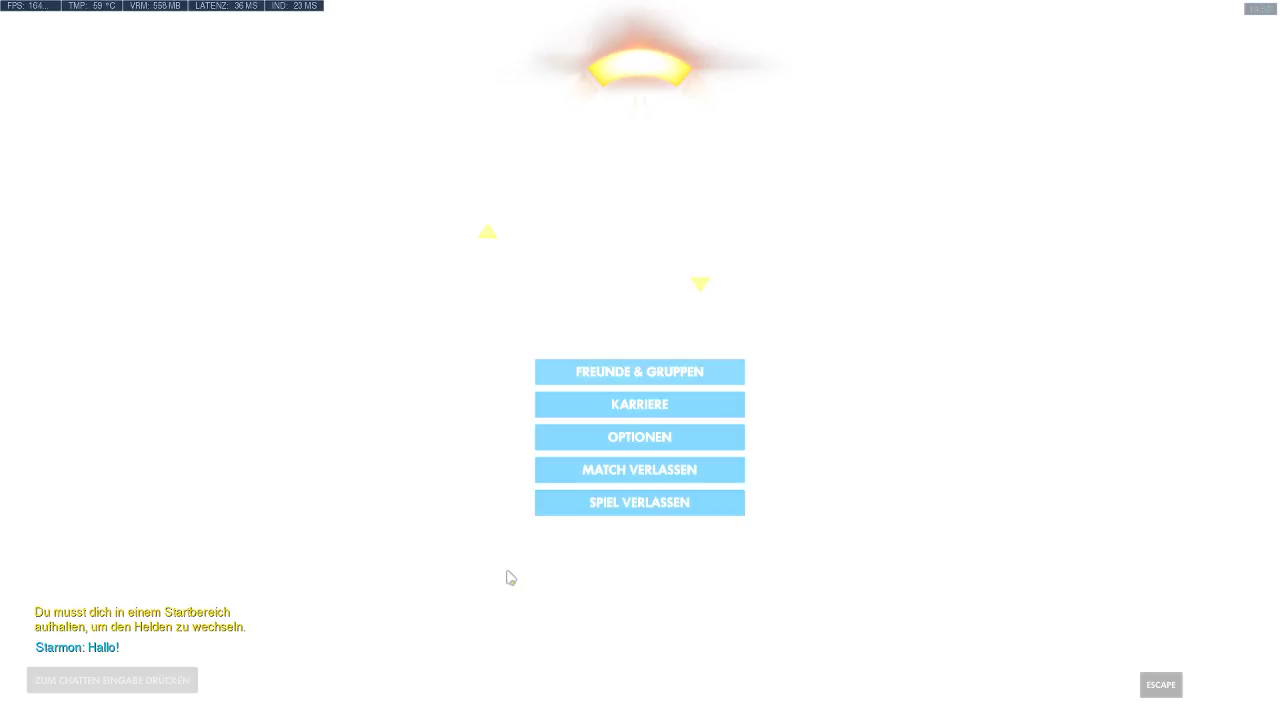 FPS: 164... TMP: 59 °C VRM: 558 MB LATENZ: 36 MS IND: 23 MS
FREUNDE & GRUPPEN
KARRIERE
OPTIONEN
MATCH VERLASSEN
SPIEL VERLASSEN
Du musst dich in einem Startbereich
aufhalten, um den Helden zu wechseln.
Starmon: Hallo!
ZUM CHATTEN EINGABE DRÜCKEN
ESCAPE